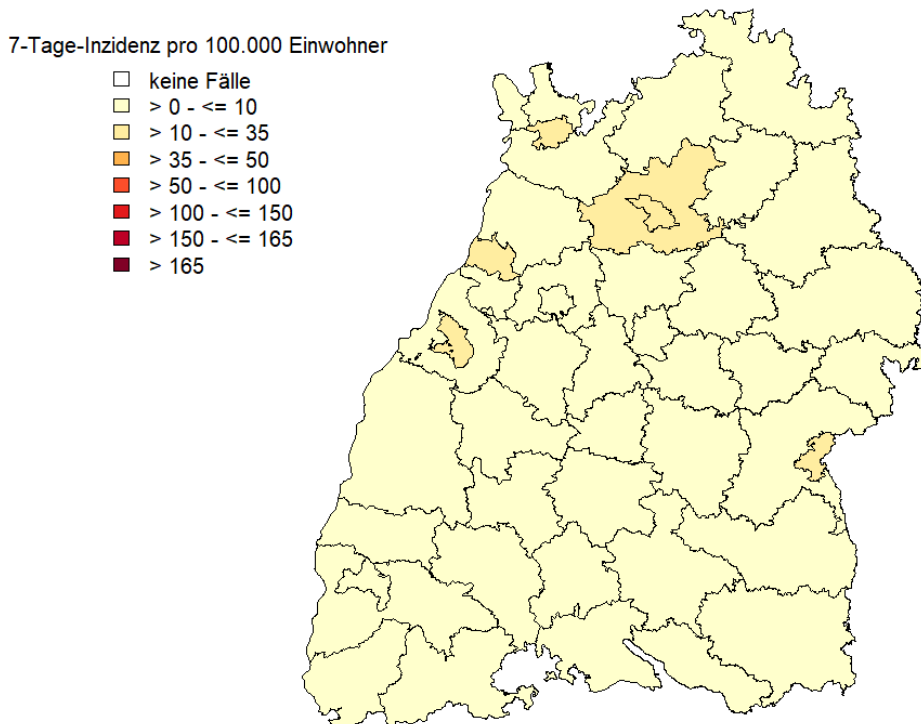 7-Tage-Inzidenz pro 100.000 Einwohner
keine Fälle
> 0 - <= 10
> 10 - <= 35
> 35 - <= 50
> 50 - <= 100
> 100 - <= 150
> 150 - <= 165
> 165